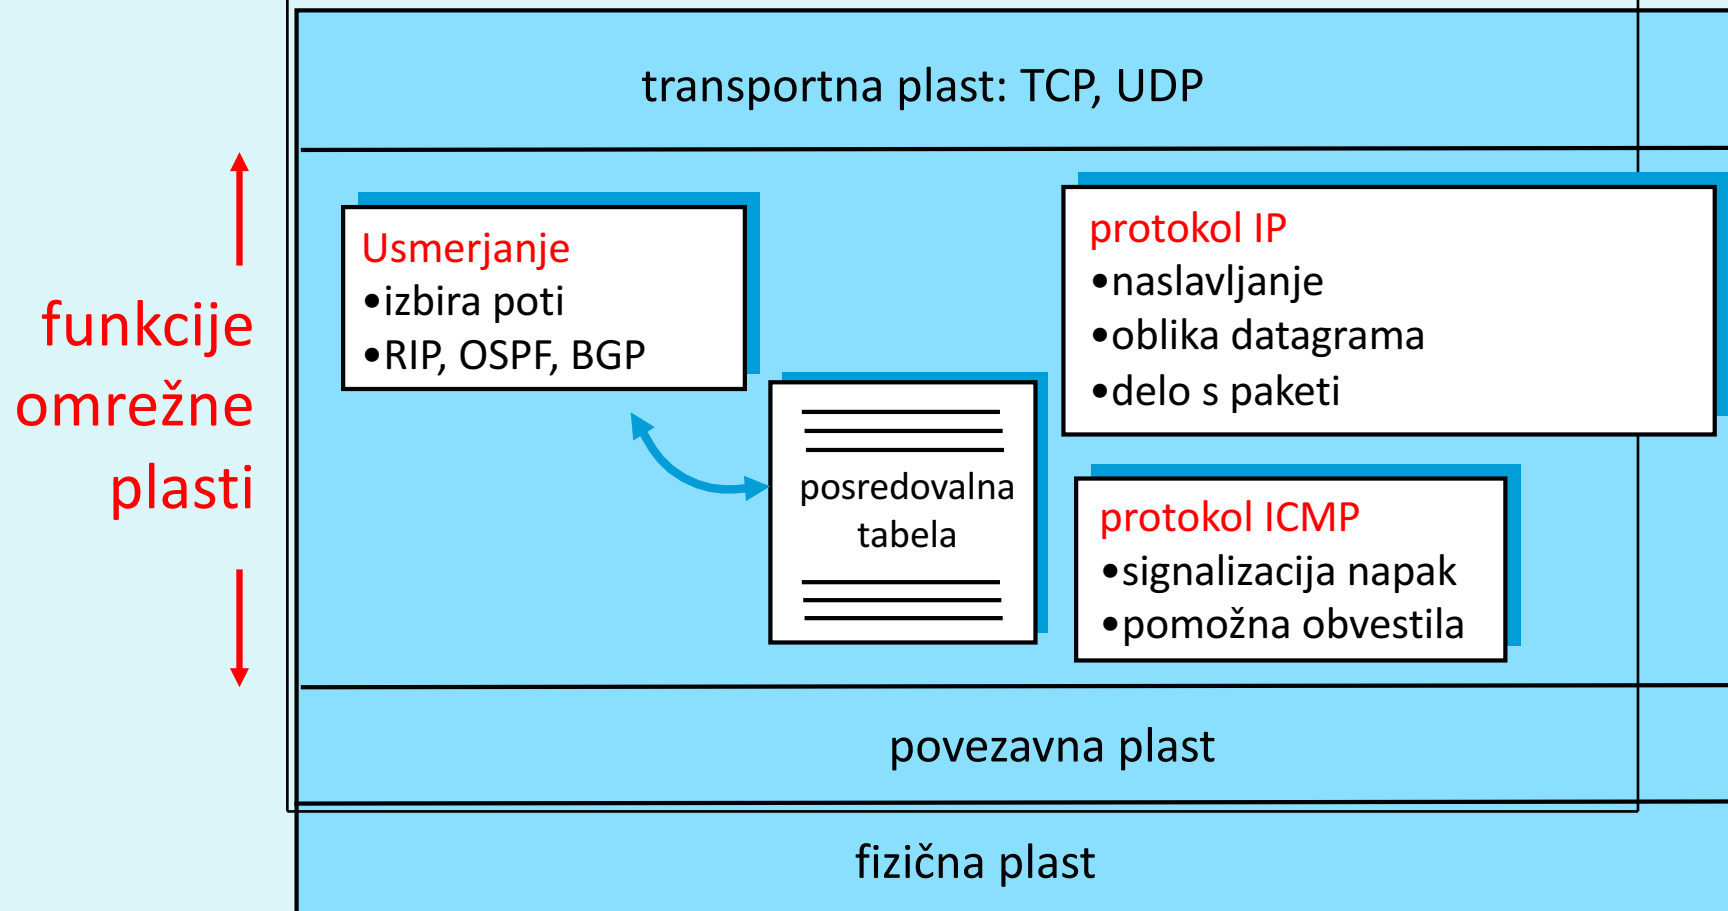 transportna plast: TCP, UDP
funkcije
omrežne
plasti
Usmerjanje
•izbira poti
•RIP, OSPF, BGP
posredovalna
tabela
protokol IP
•naslavljanje
•oblika datagrama
•delo s paketi
protokol ICMP
•signalizacija napak
•pomožna obvestila
povezavna plast
fizična plast